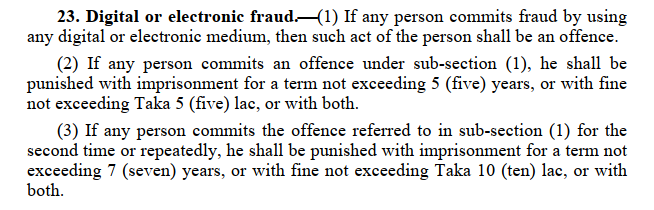 23. Digital or electronic fraud.—(1) If any person commits fraud by using
any digital or electronic medium, then such act of the person shall be an offence.
(2) If any person commits an offence under sub-section (1), he shall be
punished with imprisonment for a term not exceeding 5 (five) years, or with fine
not exceeding Taka 5 (five) lac, or with both.
(3) If any person commits the offence referred to in sub-section (1) for the
second time or repeatedly, he shall be punished with imprisonment for a term not
exceeding 7 (seven) years, or with fine not exceeding Taka 10 (ten) lac, or with
both.